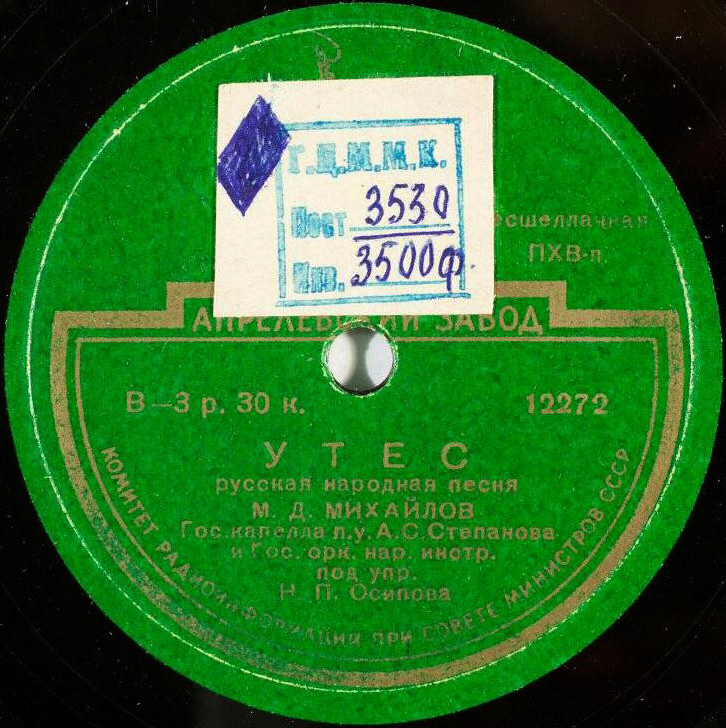 Г.Ц.М.М.К.
Пост 3530
Инв. 3500ф.
есшеллачная
ПХВ-п.
АПРЕЛЕВСКИЙ ЗАВОД
В—3 р. 30 к.
12272
УТЕС
русская народная песня
М. Д. МИХАЙЛОВ
Гос. капелла п. у. А. С. Степанова
и Гос. орк. нар. инстр.
под упр.
Н. П. Осипова
КОМИТЕТ РАДИОИНФОРМАЦИИ ПРИ СОВЕТЕ МИНИСТРОВ СССР